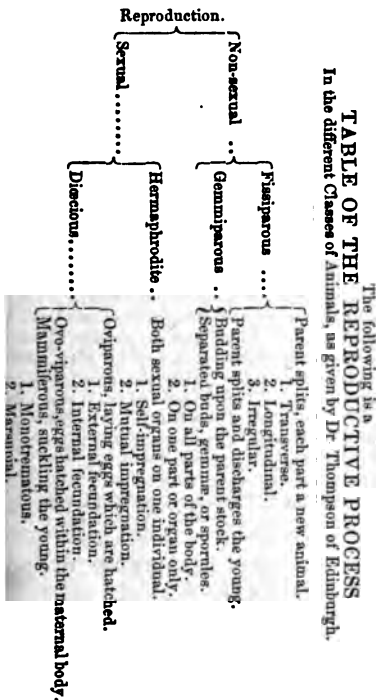 The following is a
TABLE OF THE REPRODUCTIVE PROCESS
In the different Classes of Animals, as given by Dr Thompson of Edinburgh.
Reproduction.
Non-sexual ..
Fissiparous ....
Parent splits, each part a new animal.
1. Transverse.
2. Longitudinal.
3. Irregular.
Parent splits and discharges the young.
Gemmiparous ..
Budding upon the parent stock.
Separated buds, gemmæ, or sporules.
1. On all parts of the body.
2. On one part or organ only.
Sexual .........
Hermaphrodite ..
Both sexual organs on one individual.
1. Self-impregnation.
2. Mutual impregnation.
Diœcious ........
Oviparous, laying eggs which are hatched.
1. External fecundation.
2. Internal fecundation.
Ovo-viparous, eggs hatched within the maternal body.
Mammiferous, suckling the young.
1. Monotrematous.
2. Marsupial.